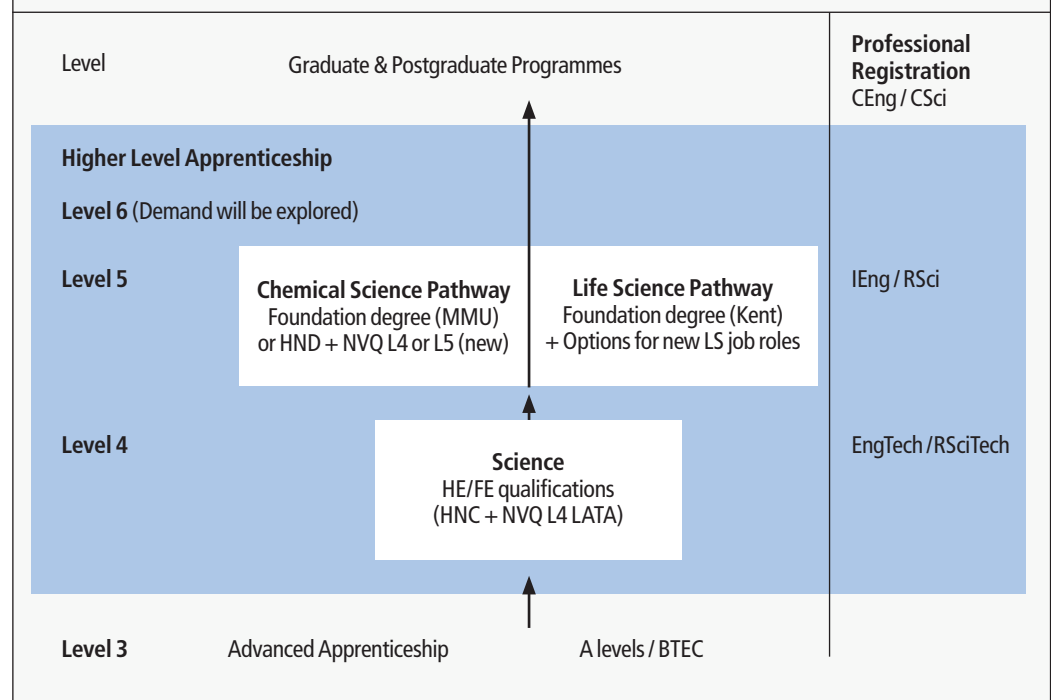 Level
Graduate & Postgraduate Programmes
Professional
Registration
CEng / CSci
Higher Level Apprenticeship
Level 6 (Demand will be explored)
Level 5
Chemical Science Pathway
Foundation degree (MMU)
or HND + NVQ L4 or L5 (new)
Life Science Pathway
Foundation degree (Kent)
+ Options for new LS job roles
IEng / RSci
Level 4
Science
HE/FE qualifications
(HNC + NVQ L4 LATA)
EngTech /RSciTech
Level 3
Advanced Apprenticeship
A levels / BTEC